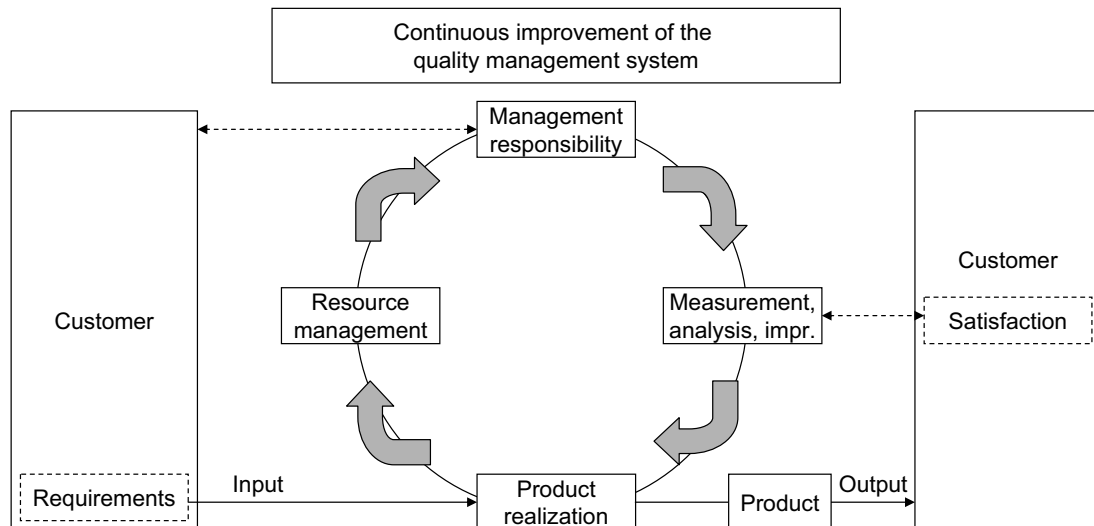 Continuous improvement of the
quality management system
Management
responsibility
Customer
Resource
management
Measurement,
analysis, impr.
Customer
Satisfaction
Requirements
Input
Product
realization
Product
Output